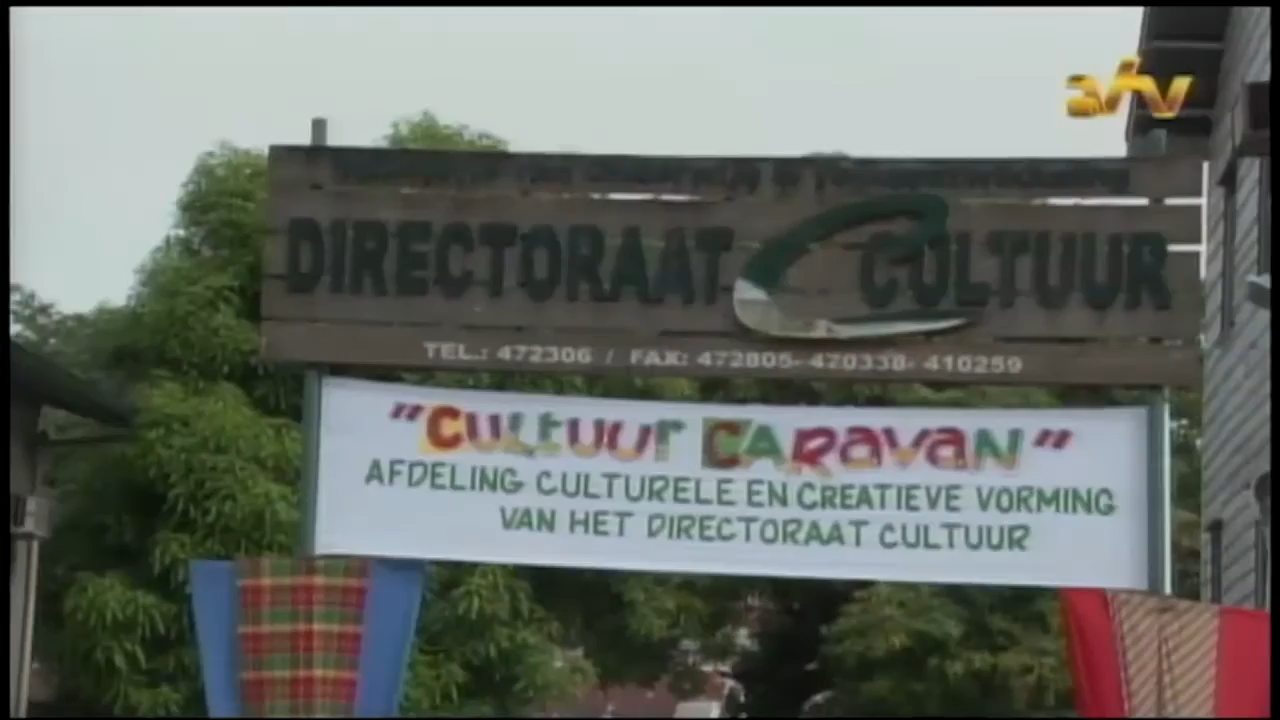 atv
DIRECTORAAT CULTUUR
TEL.: 472306 / FAX: 472805- 420338- 410259
"CULtUUr CARavaN"
AFDELING CULTURELE EN CREATIEVE VORMING
VAN HET DIRECTORAAT CULTUUR